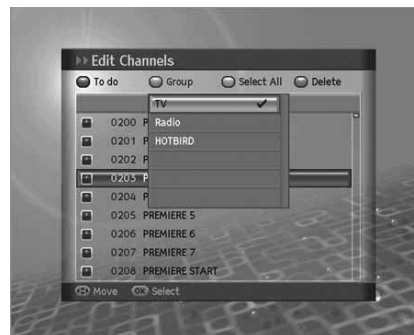 Edit Channels
To do Group Select All Delete
TV
Radio
HOTBIRD
0200 P
0201 P
0202 P
0203 P
0204 P
0205 PREMIERE 5
0206 PREMIERE 6
0207 PREMIERE 7
0208 PREMIERE START
Move OK Select